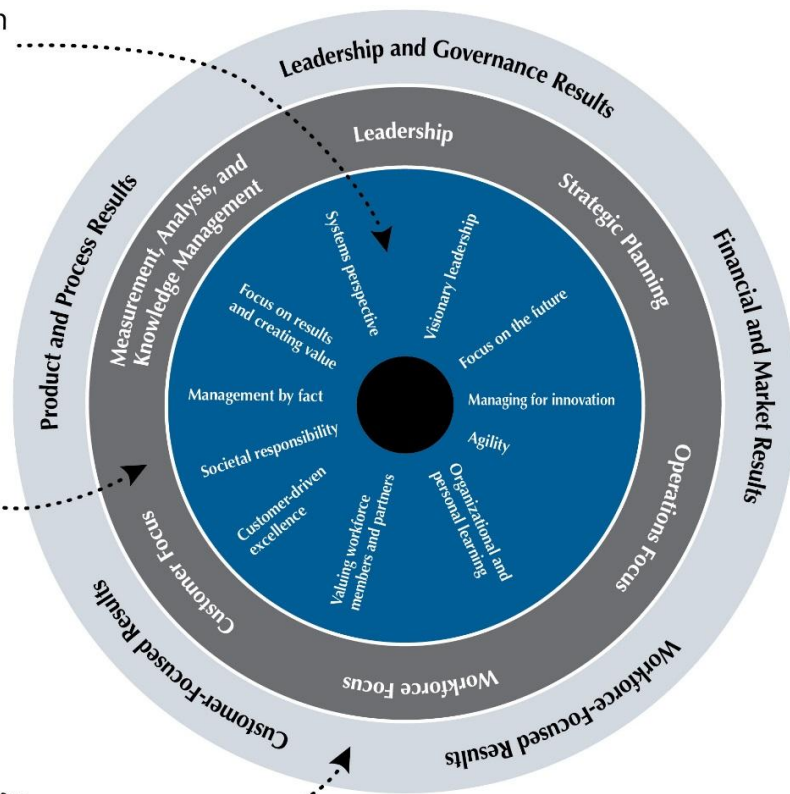 n
Leadership and Governance Results
Financial and Market Results
Workforce-Focused Results
Customer-Focused Results
Product and Process Results
Leadership
Strategic Planning
Operations Focus
Workforce Focus
Customer Focus
Measurement, Analysis, and
Knowledge Management
Systems perspective
Visionary leadership
Focus on the future
Managing for innovation
Agility
Organizational and
personal learning
Valuing workforce
members and partners
Customer-driven
excellence
Societal responsibility
Management by fact
Focus on results
and creating value